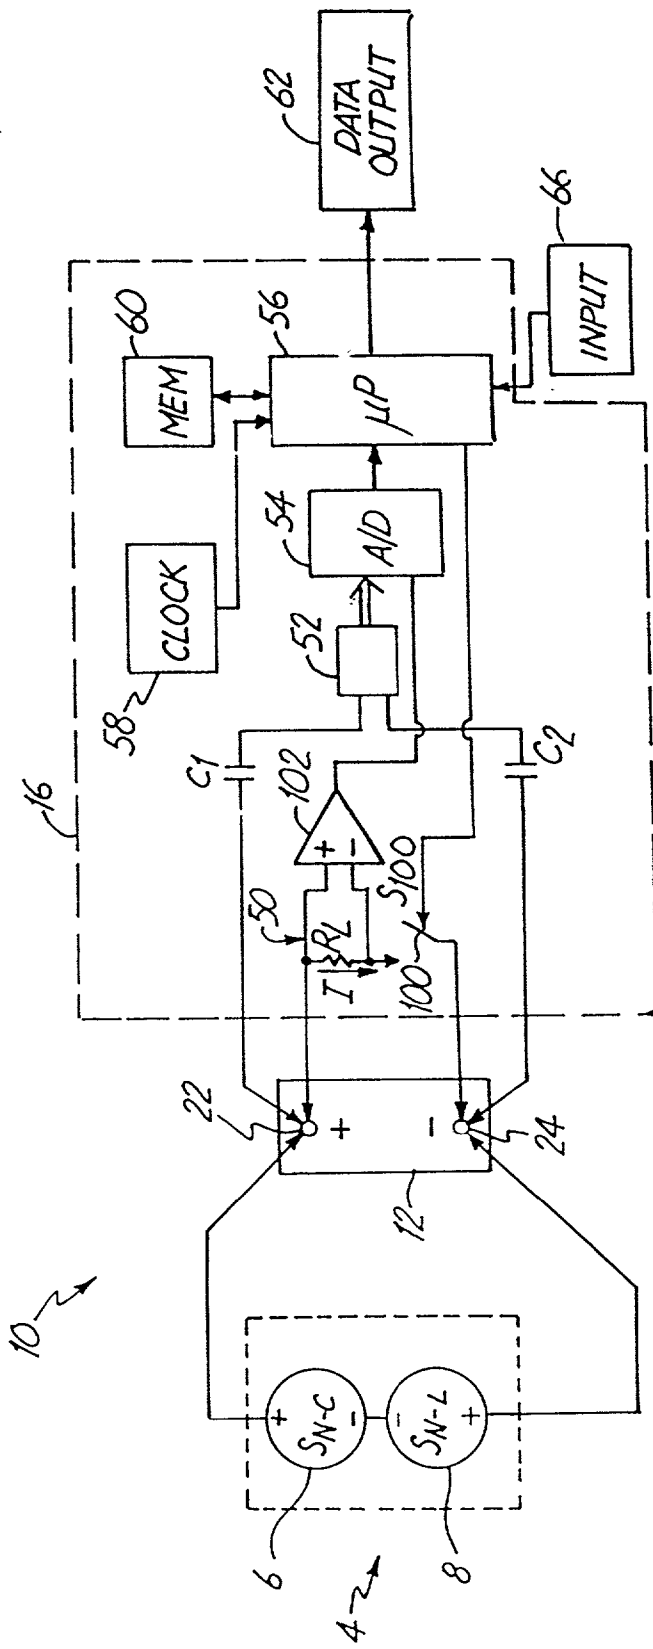 10
16
58
CLOCK
60
MEM
62
DATA
OUTPUT
C1
50
102
+
−
RL
I
52
54
A/D
56
μP
66
INPUT
S100
100
C2
22
+
−
24
12
4
6
+
SN-C
−
−
SN-L
+
8